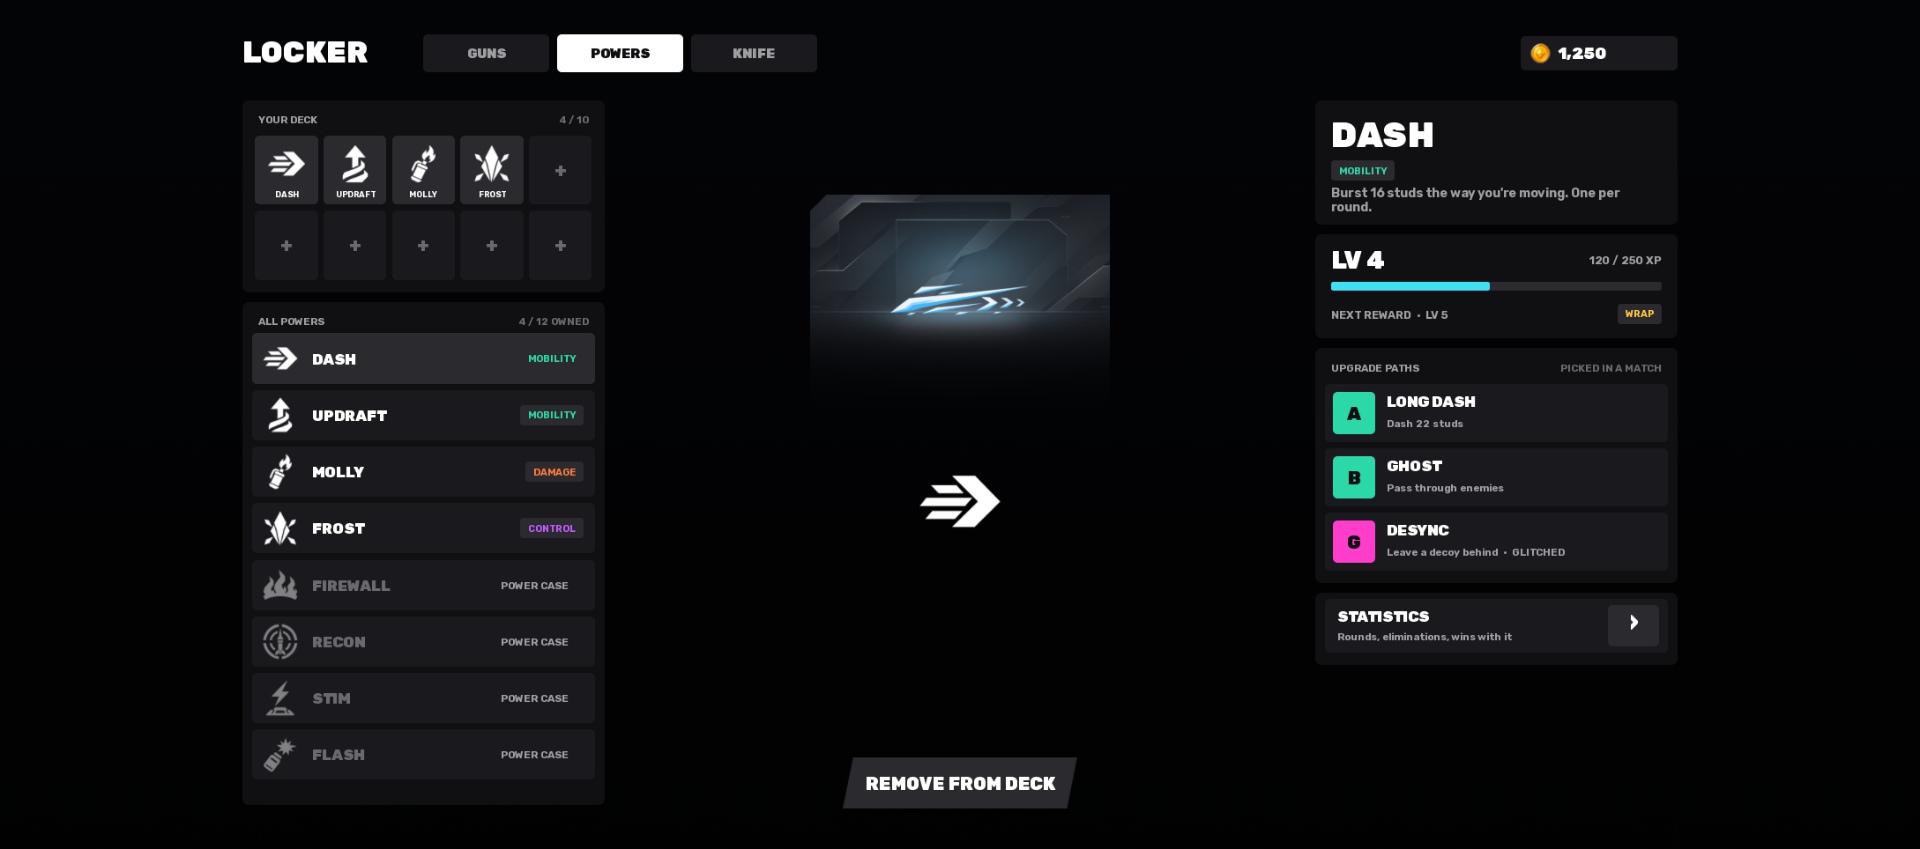 LOCKER
GUNS
POWERS
KNIFE
1,250
YOUR DECK
4 / 10
DASH
UPDRAFT
MOLLY
FROST
+
+
+
+
+
+
ALL POWERS
4 / 12 OWNED
DASH
MOBILITY
UPDRAFT
MOBILITY
MOLLY
DAMAGE
FROST
CONTROL
FIREWALL
POWER CASE
RECON
POWER CASE
STIM
POWER CASE
FLASH
POWER CASE
REMOVE FROM DECK
DASH
MOBILITY
Burst 16 studs the way you're moving. One per
round.
LV 4
120 / 250 XP
NEXT REWARD • LV 5
WRAP
UPGRADE PATHS
PICKED IN A MATCH
A
LONG DASH
Dash 22 studs
B
GHOST
Pass through enemies
G
DESYNC
Leave a decoy behind • GLITCHED
STATISTICS
Rounds, eliminations, wins with it